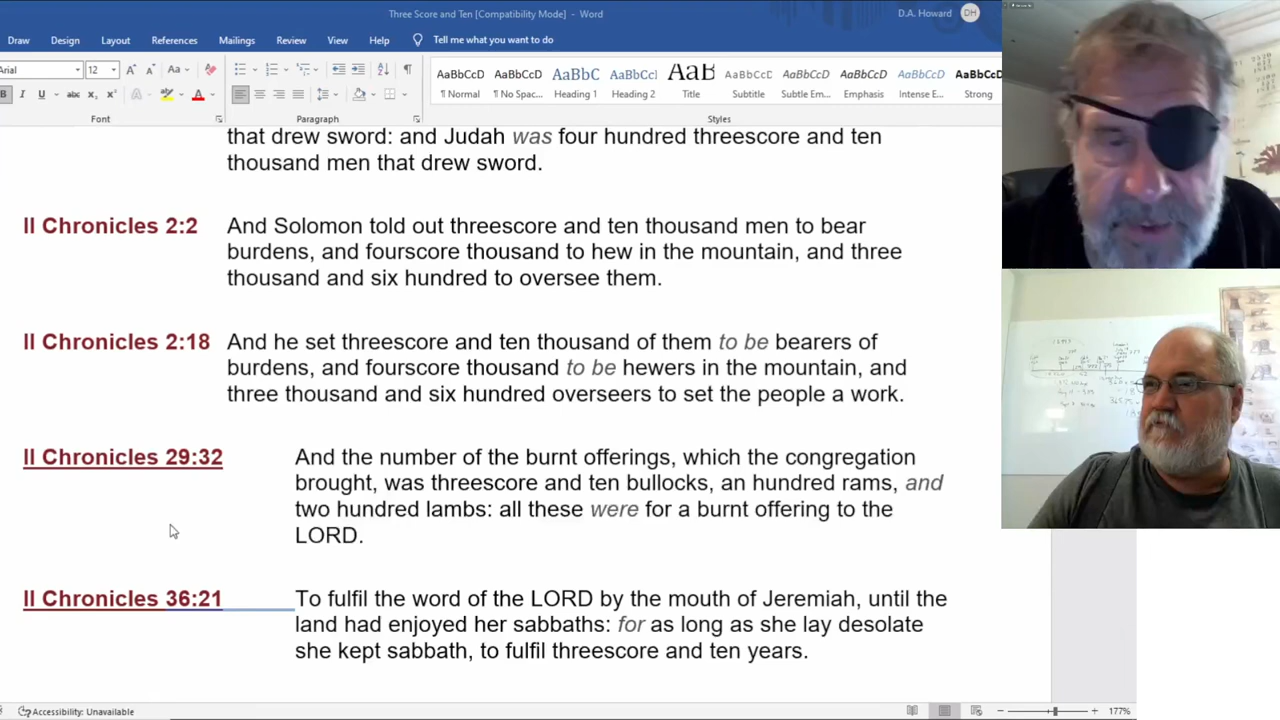 Three Score and Ten [Compatibility Mode] - Word
D.A. Howard
DH
Draw Design Layout References Mailings Review View Help Tell me what you want to do
Arial 12 A A Aa
B I U abc x x A A
AaBbCcD AaBbCcD AaBbC AaBbCcC AaB AaBbCcD AaBbCcD AaBbCcD AaBbCcD AaBbCcD
¶ Normal ¶ No Spac... Heading 1 Heading 2 Title Subtitle Subtle Em... Emphasis Intense E... Strong
Font Paragraph Styles
that drew sword: and Judah was four hundred threescore and ten
thousand men that drew sword.
II Chronicles 2:2 And Solomon told out threescore and ten thousand men to bear
burdens, and fourscore thousand to hew in the mountain, and three
thousand and six hundred to oversee them.
II Chronicles 2:18 And he set threescore and ten thousand of them to be bearers of
burdens, and fourscore thousand to be hewers in the mountain, and
three thousand and six hundred overseers to set the people a work.
II Chronicles 29:32 And the number of the burnt offerings, which the congregation
brought, was threescore and ten bullocks, an hundred rams, and
two hundred lambs: all these were for a burnt offering to the
LORD.
II Chronicles 36:21 To fulfil the word of the LORD by the mouth of Jeremiah, until the
land had enjoyed her sabbaths: for as long as she lay desolate
she kept sabbath, to fulfil threescore and ten years.
Accessibility: Unavailable
177%